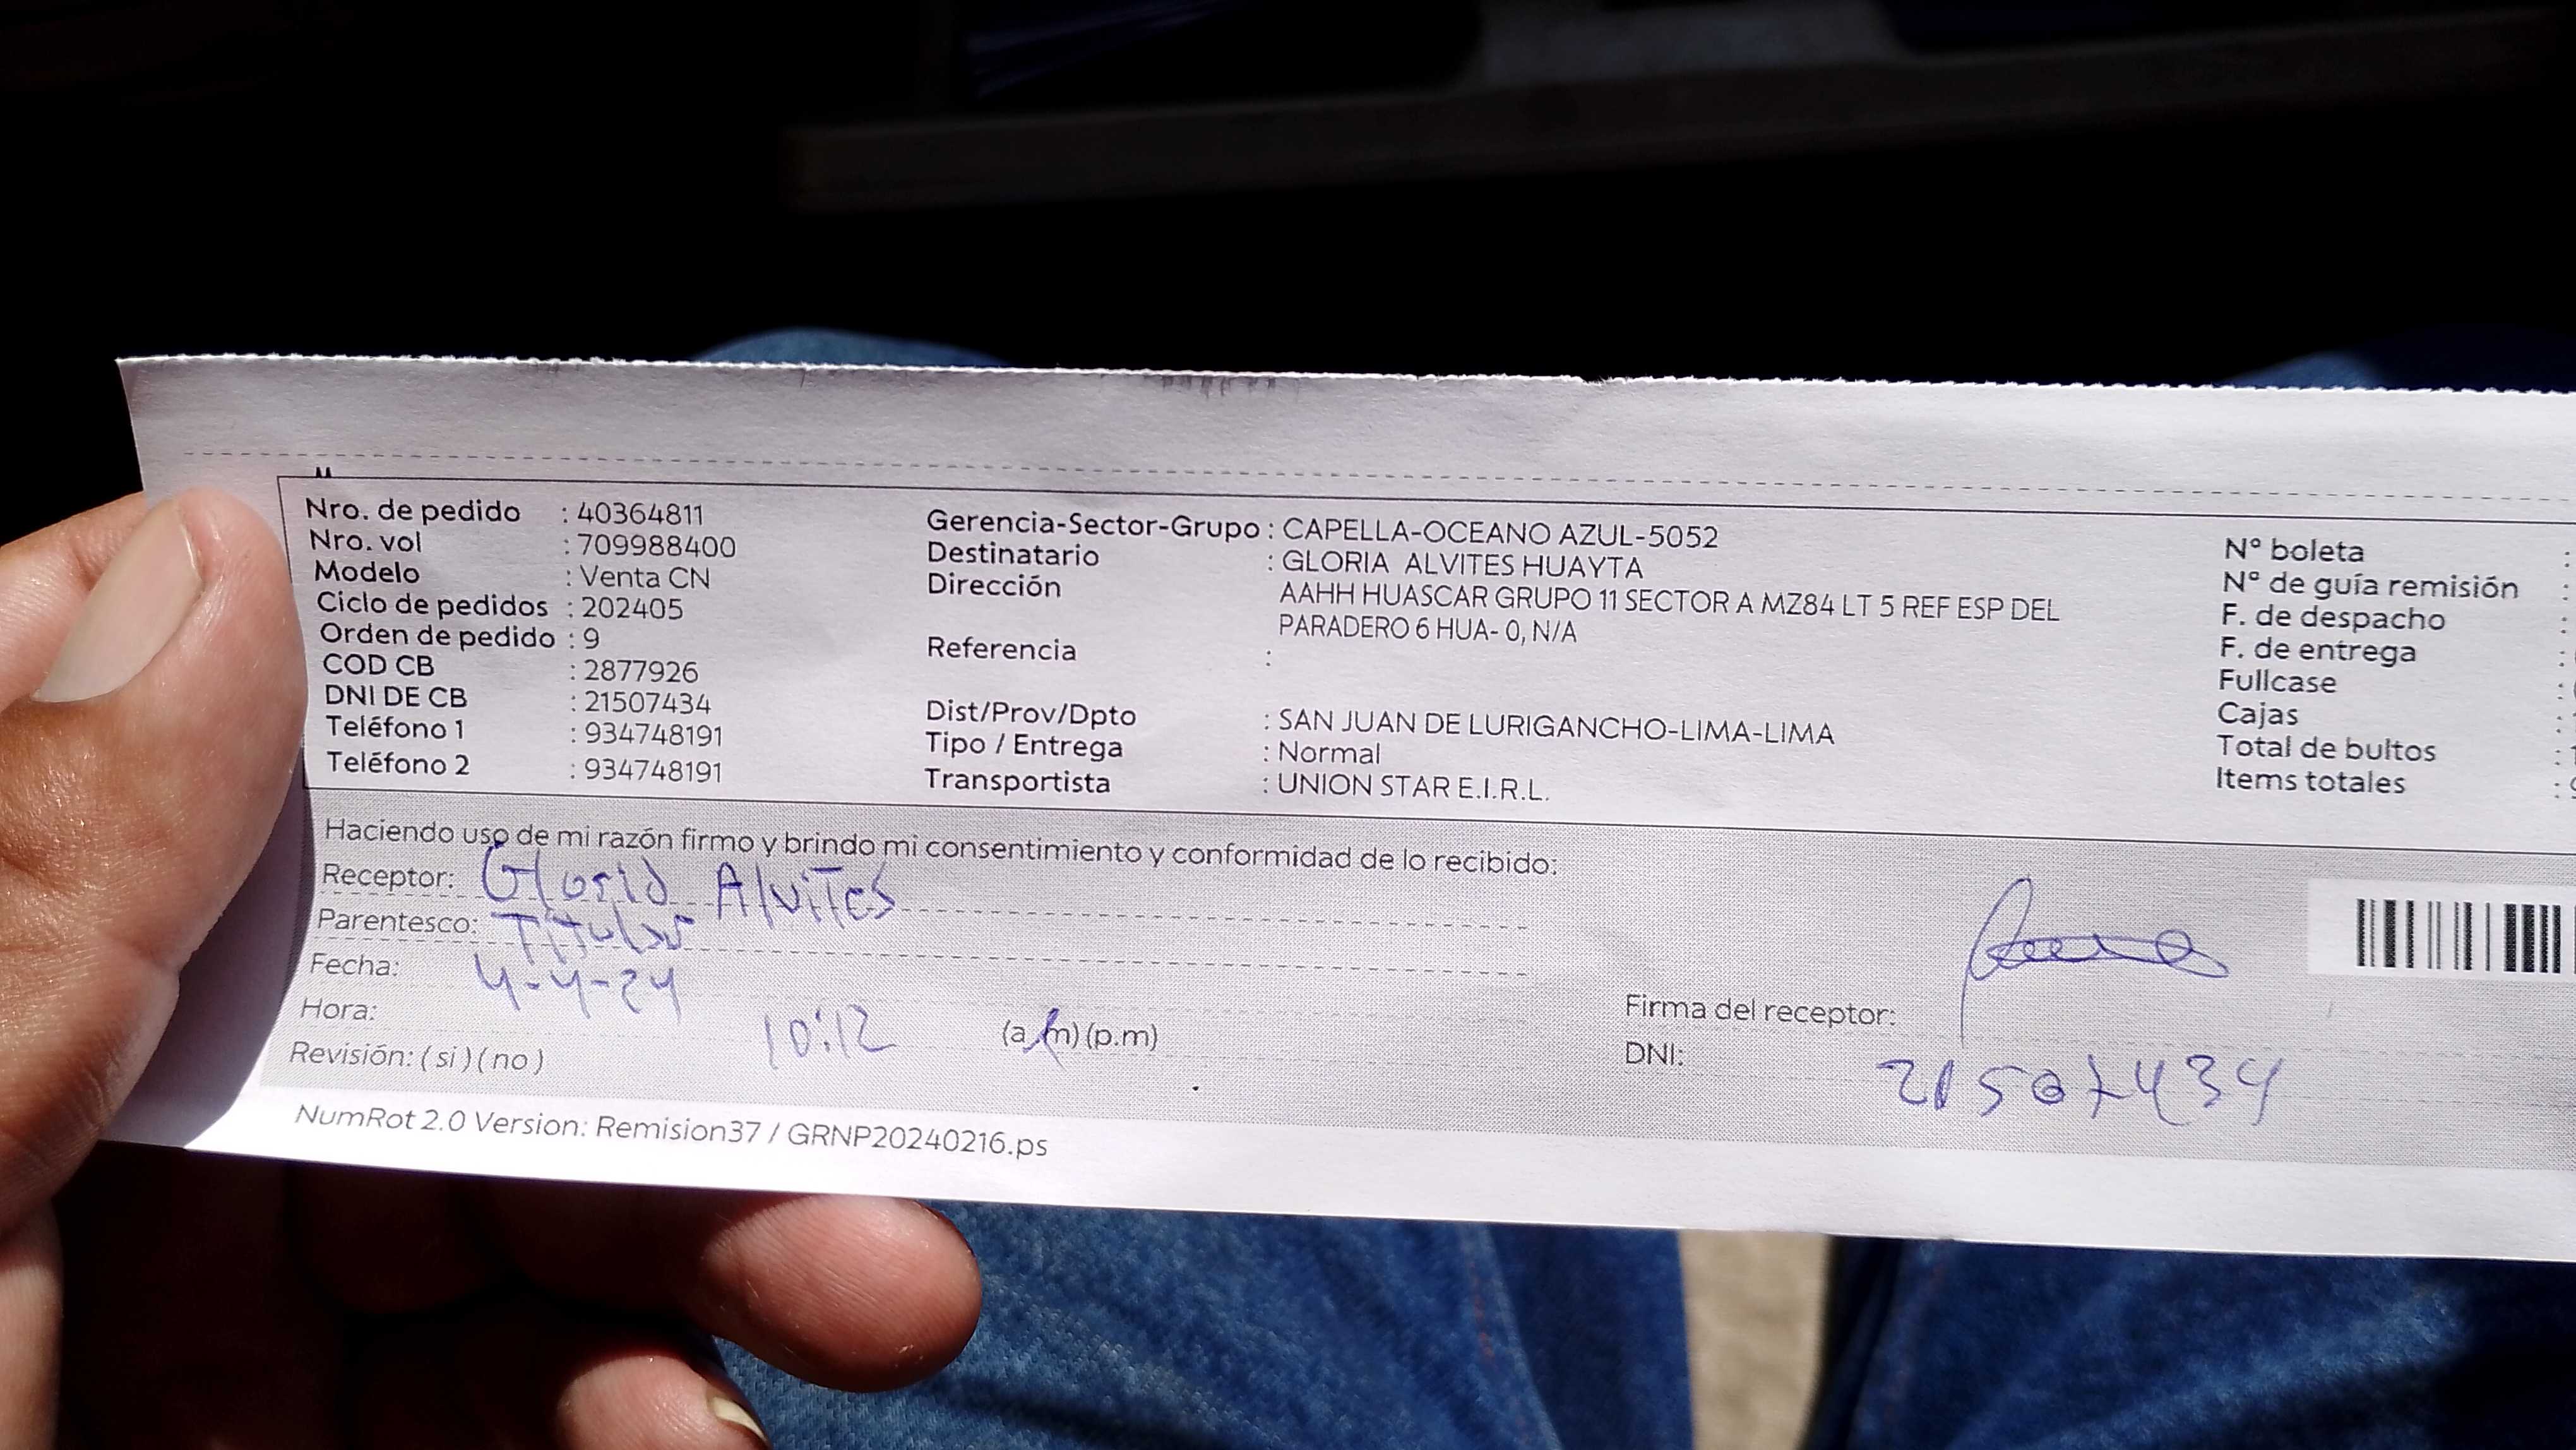 Nro. de pedido : 40364811
Nro. vol : 709988400
Modelo : Venta CN
Ciclo de pedidos : 202405
Orden de pedido : 9
COD CB : 2877926
DNI DE CB : 21507434
Teléfono 1 : 934748191
Teléfono 2 : 934748191
Gerencia-Sector-Grupo : CAPELLA-OCEANO AZUL-5052
Destinatario : GLORIA ALVITES HUAYTA
Dirección AAHH HUASCAR GRUPO 11 SECTOR A MZ84 LT 5 REF ESP DEL
PARADERO 6 HUA- 0, N/A
Referencia :
Dist/Prov/Dpto : SAN JUAN DE LURIGANCHO-LIMA-LIMA
Tipo / Entrega : Normal
Transportista : UNION STAR E.I.R.L.
N° boleta :
N° de guía remisión :
F. de despacho :
F. de entrega :
Fullcase :
Cajas :
Total de bultos :
Items totales :
Haciendo uso de mi razón firmo y brindo mi consentimiento y conformidad de lo recibido:
Receptor: Gloria Alvites
Parentesco: Titular
Fecha: 4-4-24
Hora: 10:12 (a.m) (p.m)
Revisión: ( si ) ( no )
Firma del receptor:
DNI: 21507434
NumRot 2.0 Version: Remision37 / GRNP20240216.ps